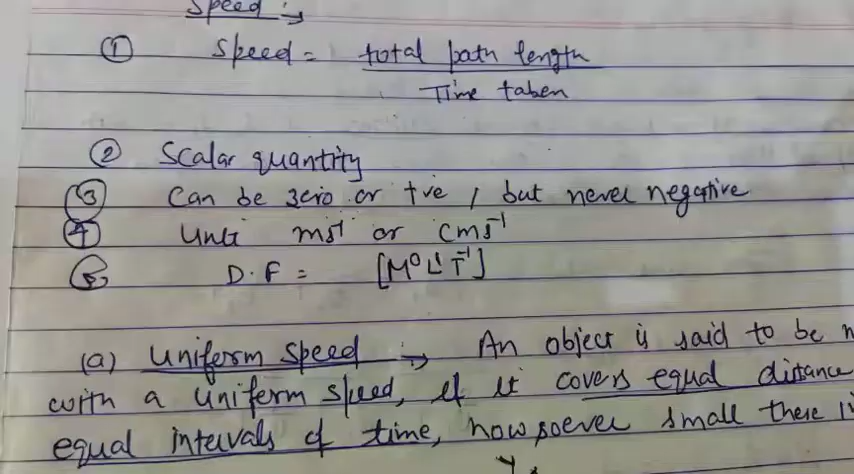 Speed :→
① Speed = total path length
Time taken
② Scalar quantity
③ Can be zero or +ve, but never negative
④ Unit ms⁻¹ or cms⁻¹
⑤ D.F = [M⁰L¹T⁻¹]
(a) Uniform Speed → An object is said to be
with a uniform speed, if it covers equal distance
equal intervals of time, howsoever small these